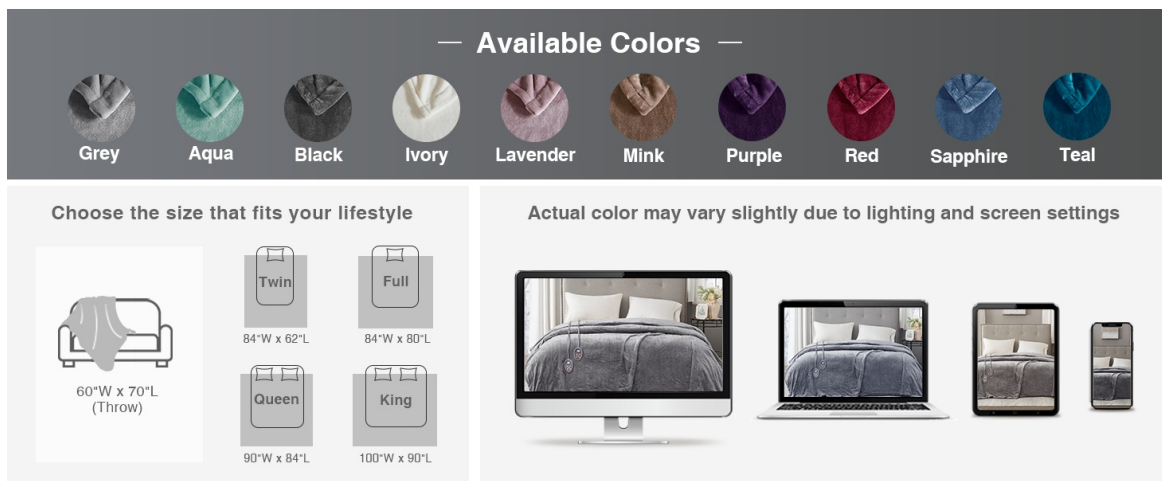 Available Colors
Grey
Aqua
Black
Ivory
Lavender
Mink
Purple
Red
Sapphire
Teal
Choose the size that fits your lifestyle
60"W x 70"L
(Throw)
Twin
84"W x 62"L
Full
84"W x 80"L
Queen
90"W x 84"L
King
100"W x 90"L
Actual color may vary slightly due to lighting and screen settings